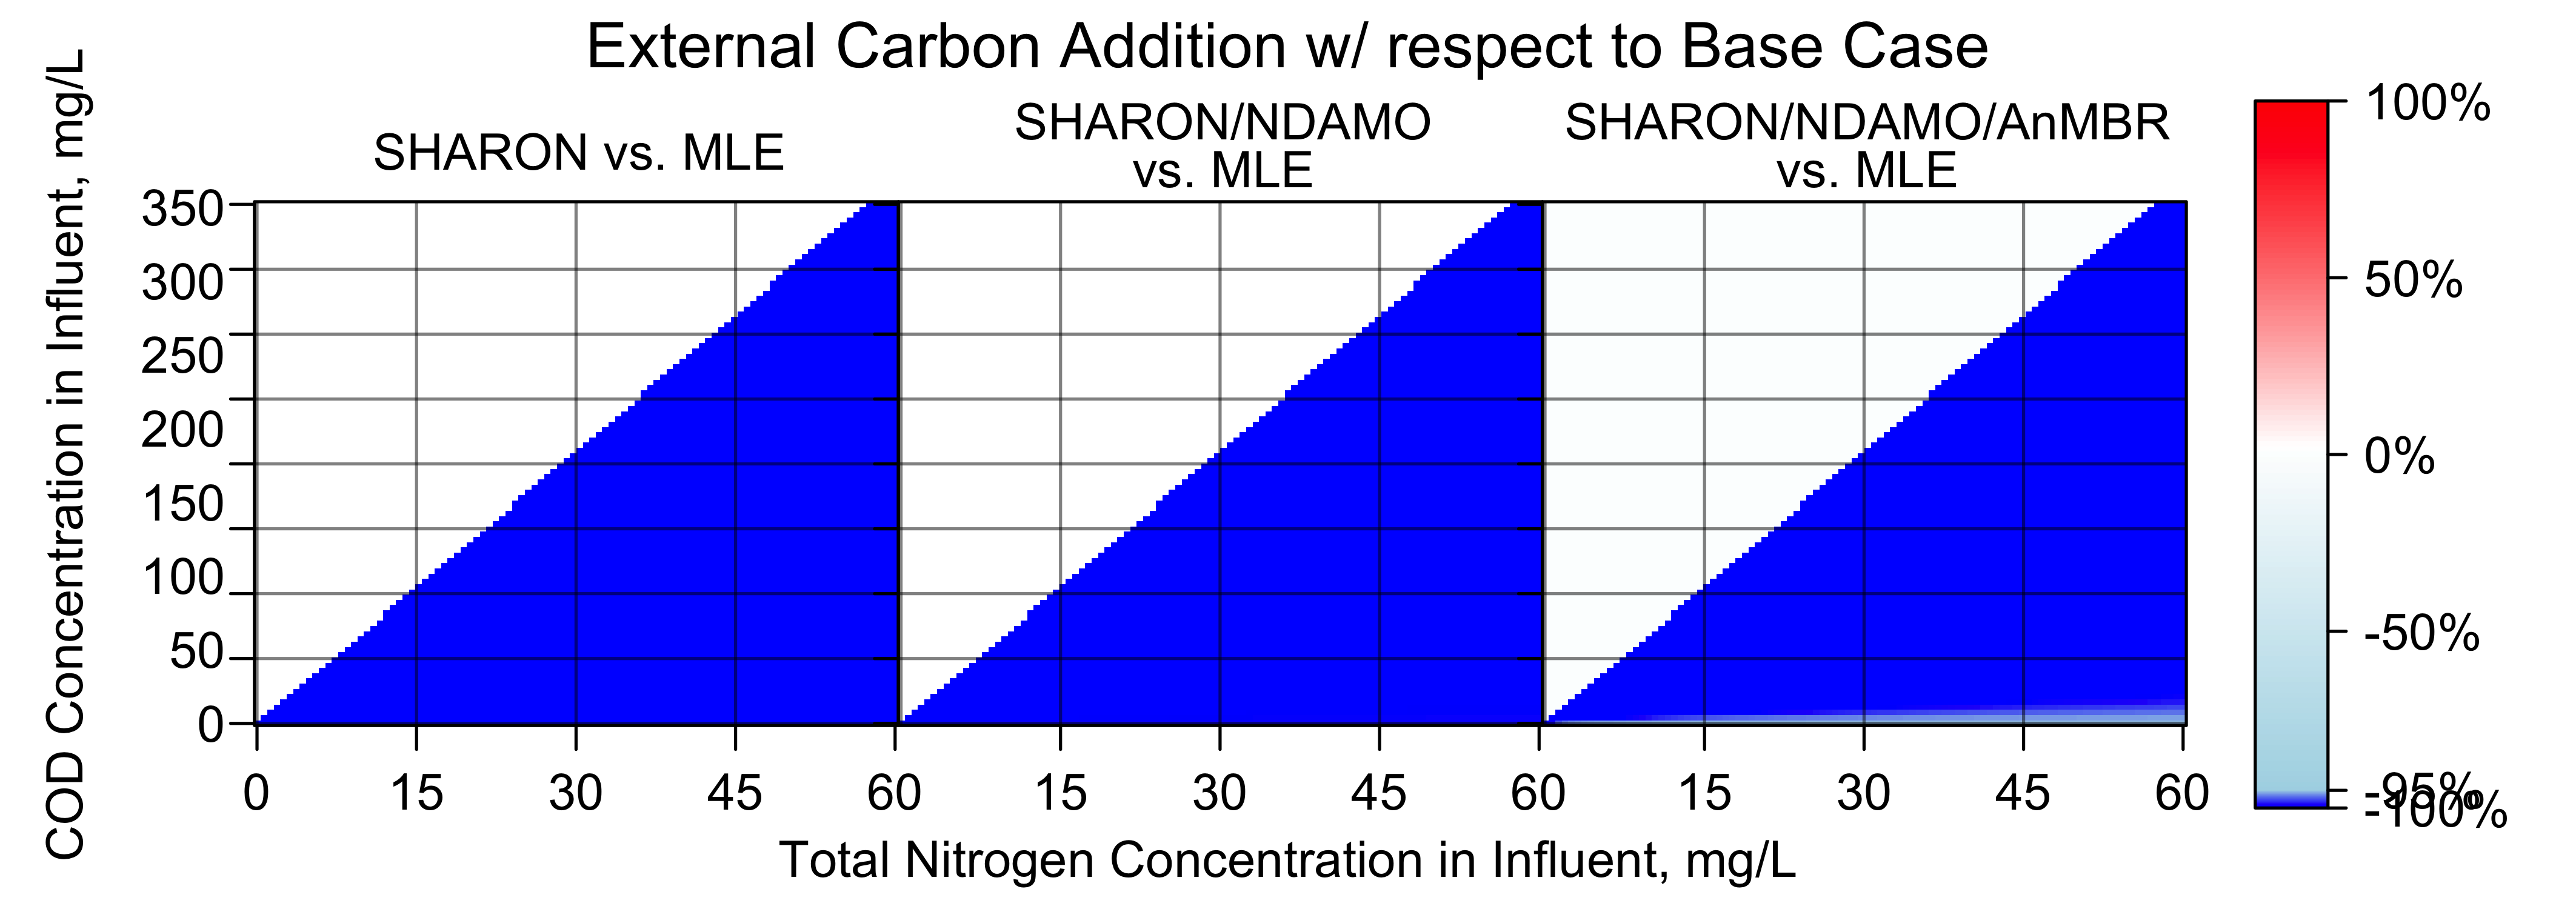 External Carbon Addition w/ respect to Base Case
SHARON vs. MLE
SHARON/NDAMO
vs. MLE
SHARON/NDAMO/AnMBR
vs. MLE
COD Concentration in Influent, mg/L
350
300
250
200
150
100
50
0
0 15 30 45 60 15 30 45 60 15 30 45 60
Total Nitrogen Concentration in Influent, mg/L
100%
50%
0%
-50%
-95%
-100%